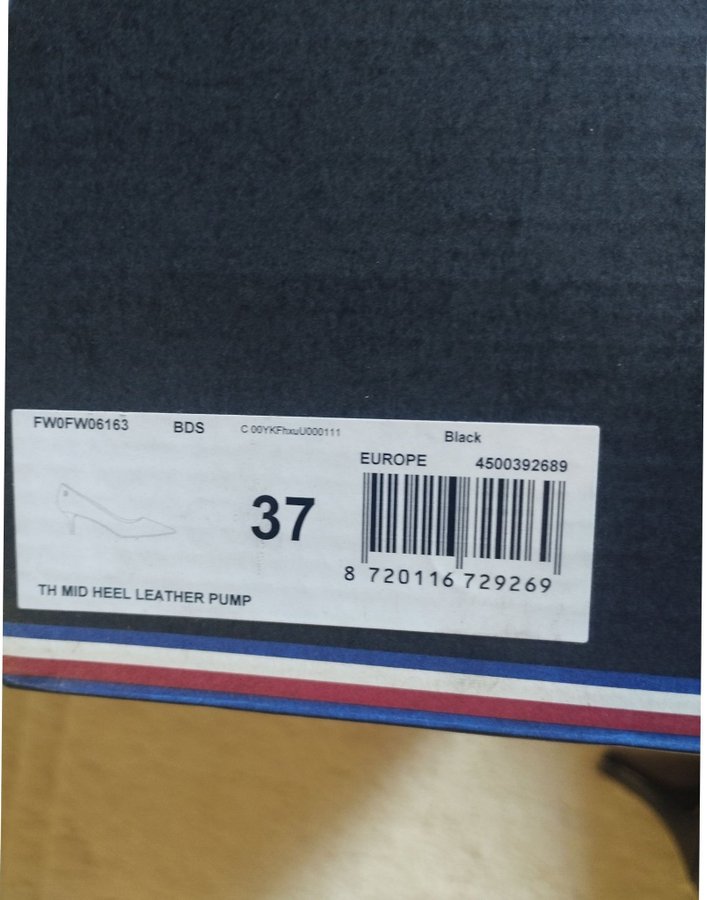 FW0FW06163 BDS C 00YKFhxuU000111 Black
EUROPE 4500392689
37
8 720116 729269
TH MID HEEL LEATHER PUMP